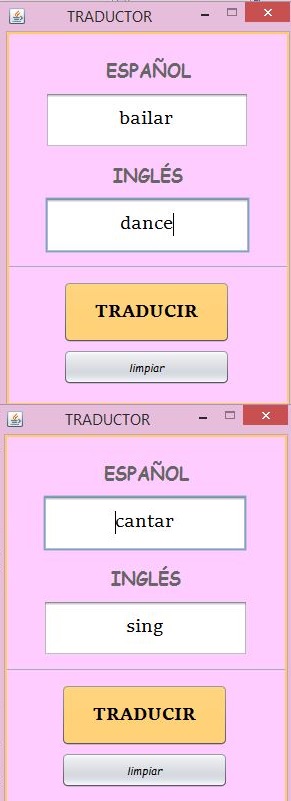 TRADUCTOR
ESPAÑOL
bailar
INGLÉS
dance
TRADUCIR
limpiar
TRADUCTOR
ESPAÑOL
cantar
INGLÉS
sing
TRADUCIR
limpiar